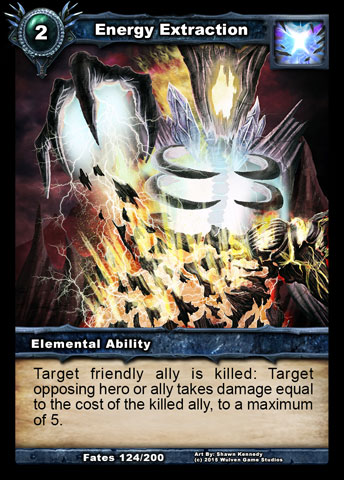 2
Energy Extraction
Elemental Ability
Target friendly ally is killed: Target
opposing hero or ally takes damage equal
to the cost of the killed ally, to a maximum
of 5.
Fates 124/200
Art By: Shawn Kennedy
(c) 2015 Wulven Game Studios